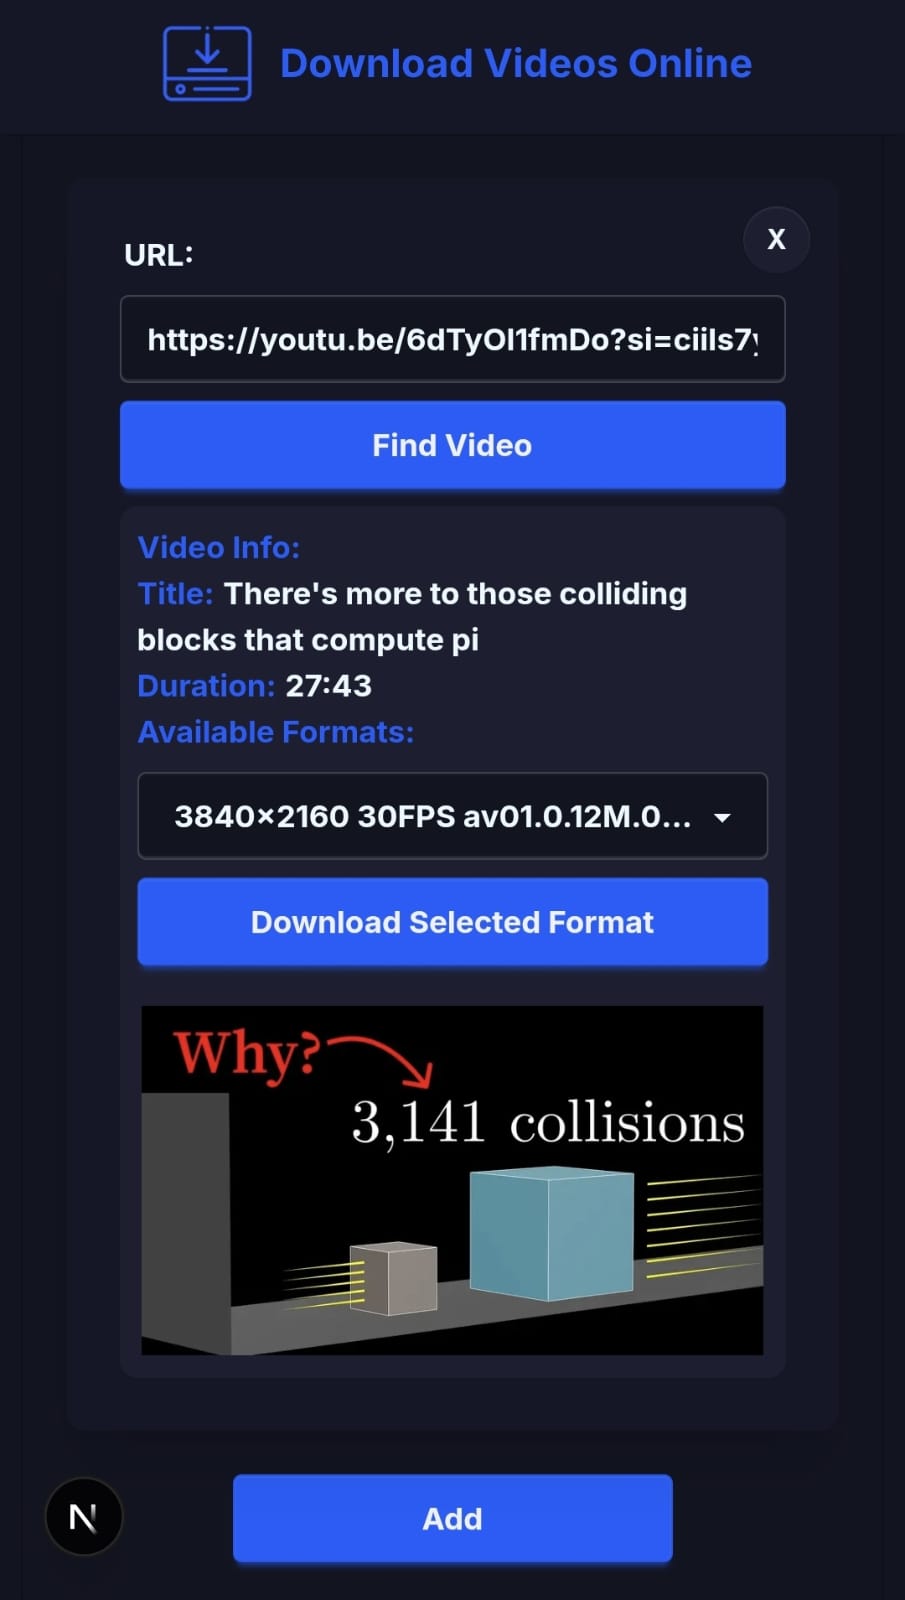 Download Videos Online
X
URL:
https://youtu.be/6dTyOl1fmDo?si=ciils7
Find Video
Video Info:
Title: There's more to those colliding
blocks that compute pi
Duration: 27:43
Available Formats:
3840×2160 30FPS av01.0.12M.0...
Download Selected Format
Why?
3,141 collisions
N
Add